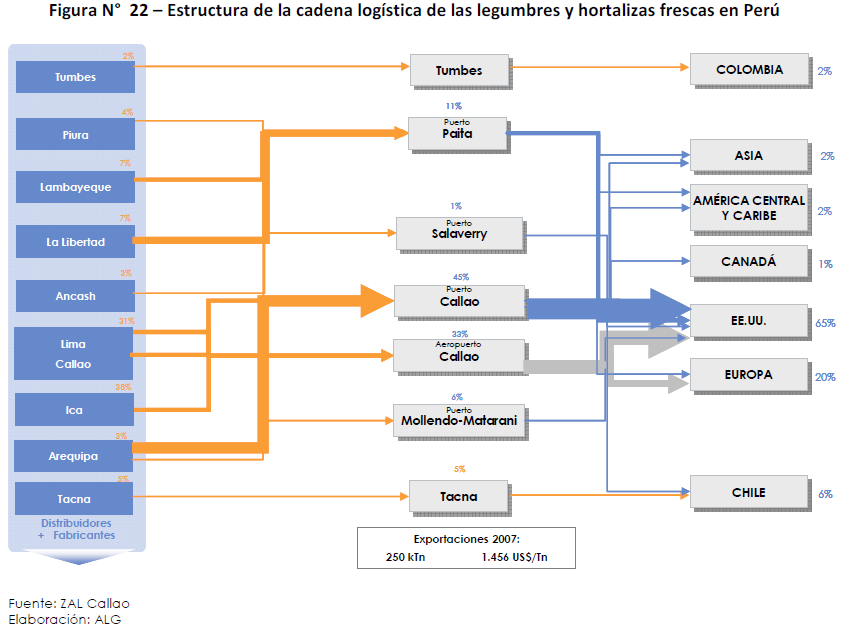 Figura N° 22 – Estructura de la cadena logística de las legumbres y hortalizas frescas en Perú
2%
Tumbes
4%
Piura
7%
Lambayeque
7%
La Libertad
3%
Ancash
31%
Lima
Callao
38%
Ica
3%
Arequipa
5%
Tacna
Distribuidores
+ Fabricantes
Tumbes
11%
Puerto
Paita
1%
Puerto
Salaverry
45%
Puerto
Callao
33%
Aeropuerto
Callao
6%
Puerto
Mollendo-Matarani
5%
Tacna
COLOMBIA
2%
ASIA
2%
AMÉRICA CENTRAL
Y CARIBE
2%
CANADÁ
1%
EE.UU.
65%
EUROPA
20%
CHILE
6%
Exportaciones 2007:
250 kTn 1.456 US$/Tn
Fuente: ZAL Callao
Elaboración: ALG